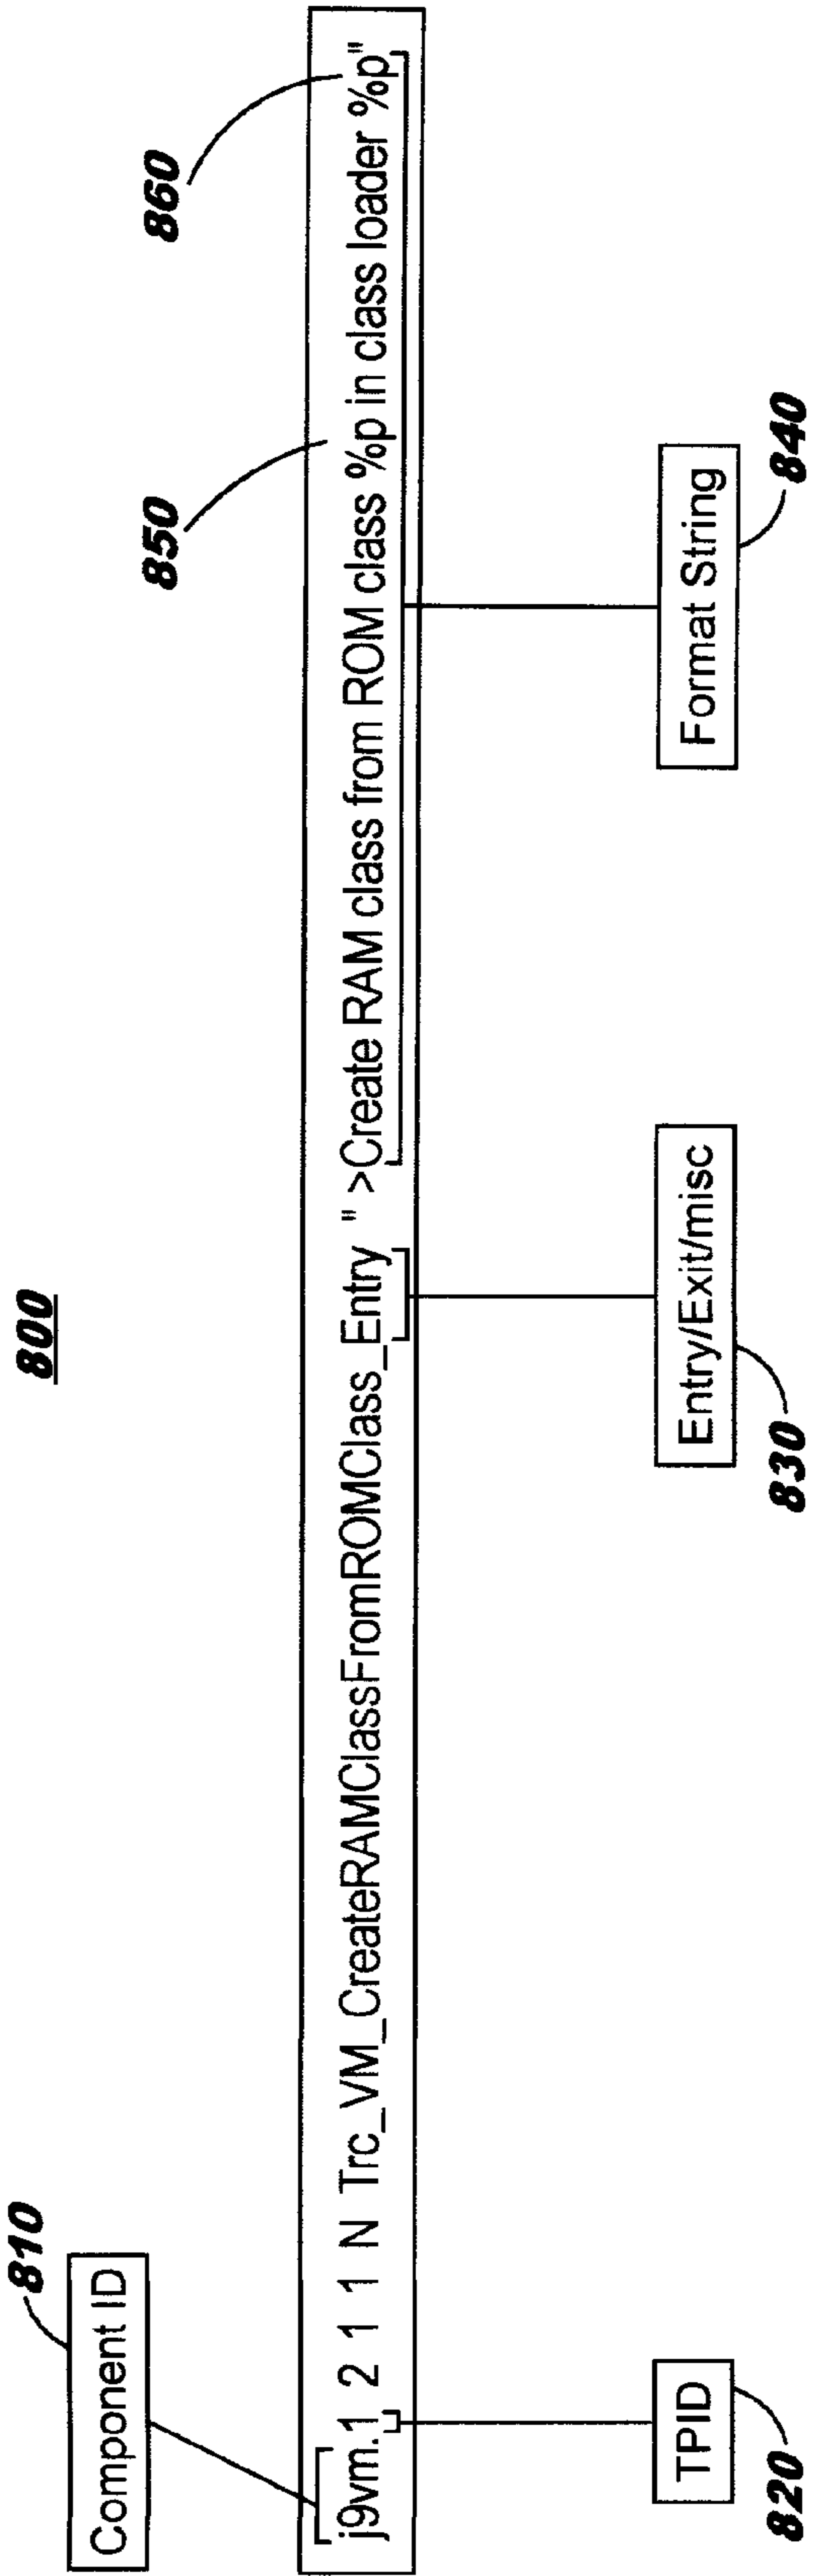 800
Component ID
810
850
860
j9vm.1 2 1 1 N Trc_VM_CreateRAMClassFromROMClass_Entry " >Create RAM class from ROM class %p in class loader %p"
TPID
820
Entry/Exit/misc
830
Format String
840